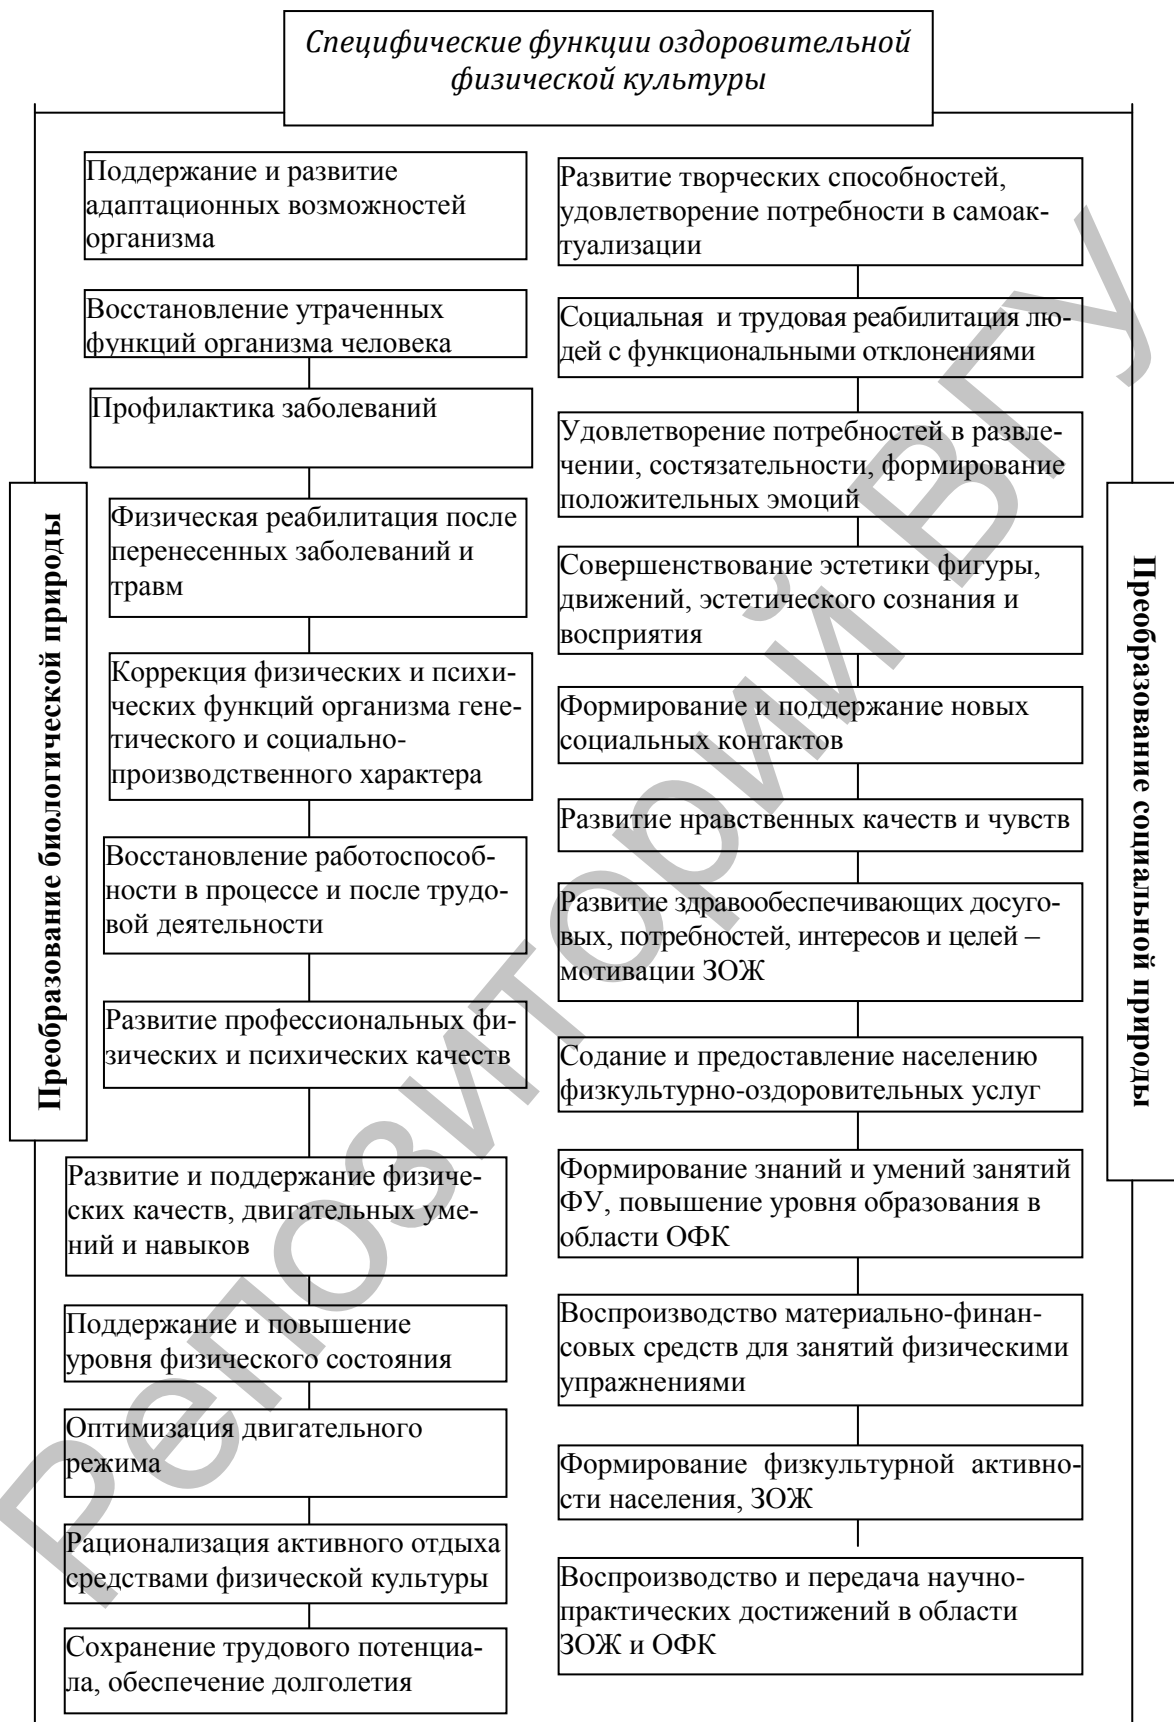 Специфические функции оздоровительной
физической культуры
Преобразование биологической природы
Поддержание и развитие
адаптационных возможностей
организма
Восстановление утраченных
функций организма человека
Профилактика заболеваний
Физическая реабилитация после
перенесенных заболеваний и
травм
Коррекция физических и психи-
ческих функций организма гене-
тического и социально-
производственного характера
Восстановление работоспособ-
ности в процессе и после трудо-
вой деятельности
Развитие профессиональных фи-
зических и психических качеств
Развитие и поддержание физиче-
ских качеств, двигательных уме-
ний и навыков
Поддержание и повышение
уровня физического состояния
Оптимизация двигательного
режима
Рационализация активного отдыха
средствами физической культуры
Сохранение трудового потенциа-
ла, обеспечение долголетия
Развитие творческих способностей,
удовлетворение потребности в самоак-
туализации
Социальная и трудовая реабилитация лю-
дей с функциональными отклонениями
Удовлетворение потребностей в развле-
чении, состязательности, формирование
положительных эмоций
Совершенствование эстетики фигуры,
движений, эстетического сознания и
восприятия
Формирование и поддержание новых
социальных контактов
Развитие нравственных качеств и чувств
Развитие здравообеспечивающих досуго-
вых, потребностей, интересов и целей –
мотивации ЗОЖ
Содание и предоставление населению
физкультурно-оздоровительных услуг
Формирование знаний и умений занятий
ФУ, повышение уровня образования в
области ОФК
Воспроизводство материально-финан-
совых средств для занятий физическими
упражнениями
Формирование физкультурной активно-
сти населения, ЗОЖ
Воспроизводство и передача научно-
практических достижений в области
ЗОЖ и ОФК
Преобразование социальной природы
Репозиторий ВГУ